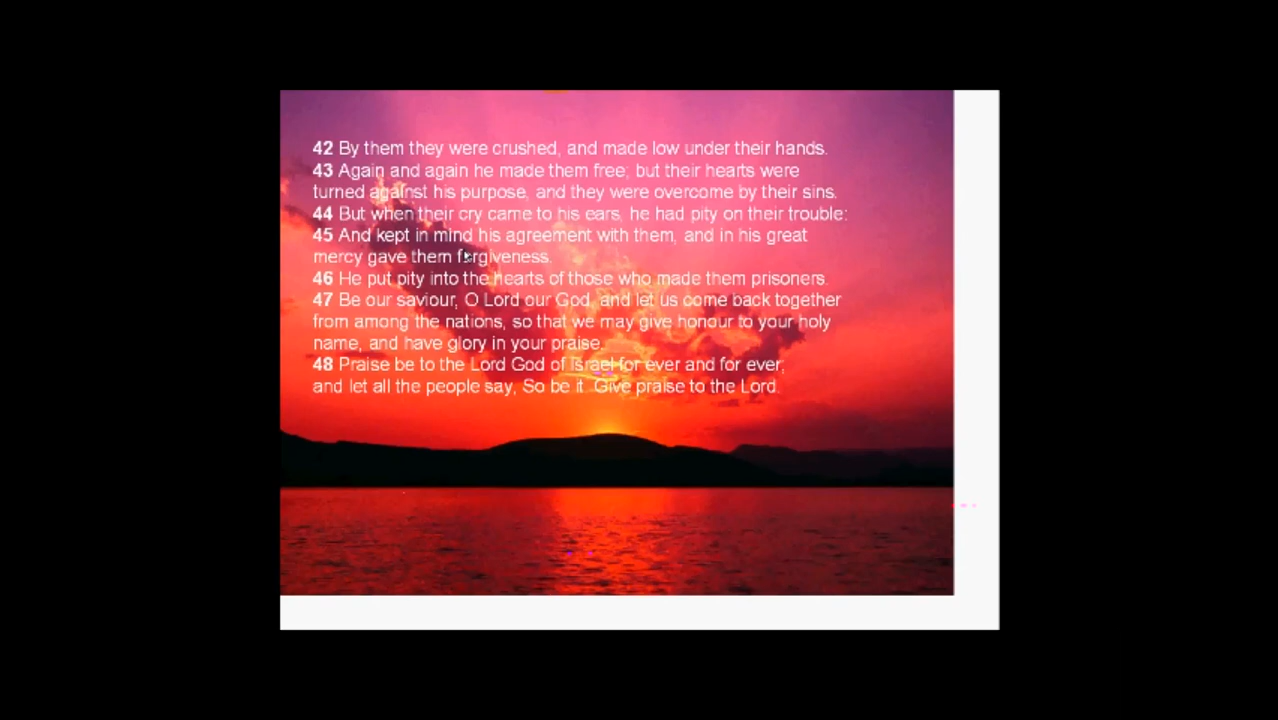 42 By them they were crushed, and made low under their hands.
43 Again and again he made them free; but their hearts were
turned against his purpose, and they were overcome by their sins.
44 But when their cry came to his ears, he had pity on their trouble:
45 And kept in mind his agreement with them, and in his great
mercy gave them forgiveness.
46 He put pity into the hearts of those who made them prisoners.
47 Be our saviour, O Lord our God, and let us come back together
from among the nations, so that we may give honour to your holy
name, and have glory in your praise.
48 Praise be to the Lord God of Israel for ever and for ever;
and let all the people say, So be it. Give praise to the Lord.